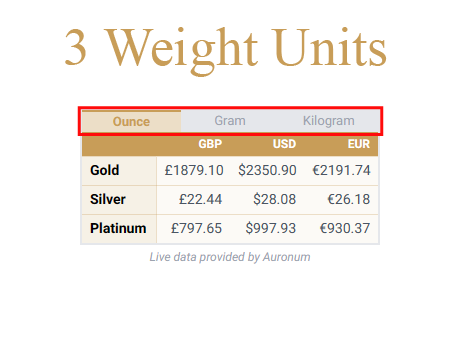 3 Weight Units
Ounce Gram Kilogram
GBP USD EUR
Gold £1879.10 $2350.90 €2191.74
Silver £22.44 $28.08 €26.18
Platinum £797.65 $997.93 €930.37
Live data provided by Auronum